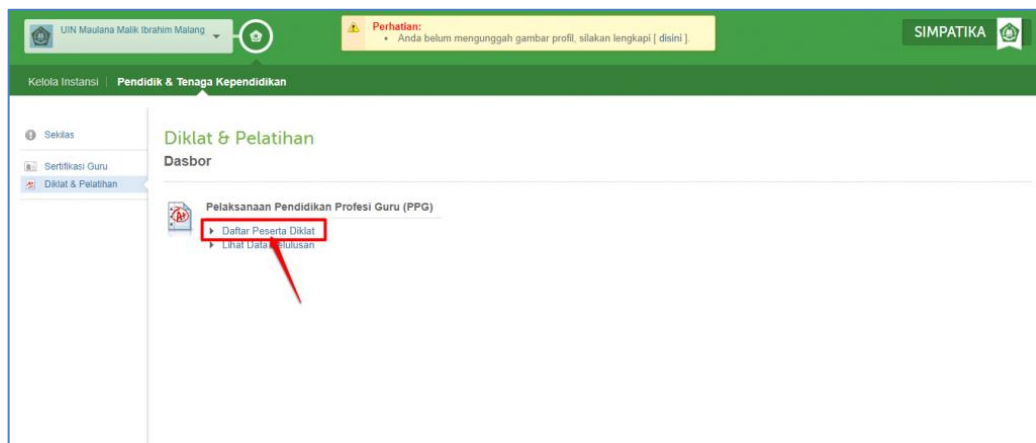 UIN Maulana Malik Ibrahim Malang
Perhatian:
Anda belum mengunggah gambar profil, silakan lengkapi [ disini ].
SIMPATIKA
Kelola Instansi | Pendidik & Tenaga Kependidikan
Sekilas
Sertifikasi Guru
Diklat & Pelatihan
Diklat & Pelatihan
Dasbor
Pelaksanaan Pendidikan Profesi Guru (PPG)
Daftar Peserta Diklat
Lihat Data Kelulusan